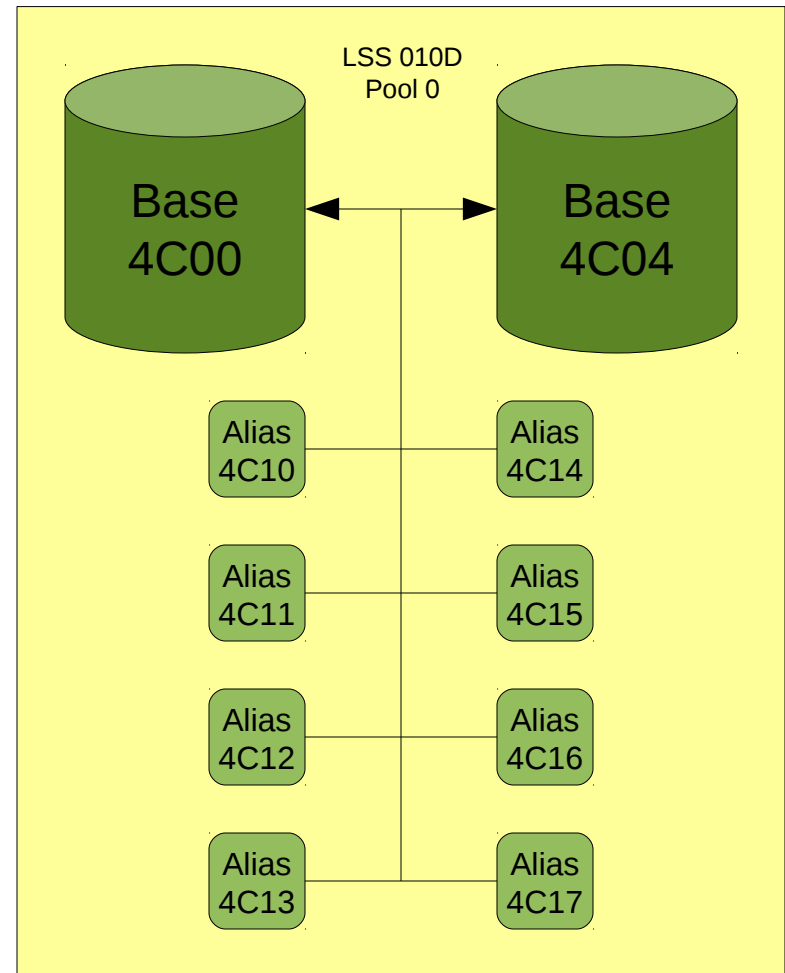 LSS 010D
Pool 0
Base
4C00
Base
4C04
Alias
4C10
Alias
4C14
Alias
4C11
Alias
4C15
Alias
4C12
Alias
4C16
Alias
4C13
Alias
4C17